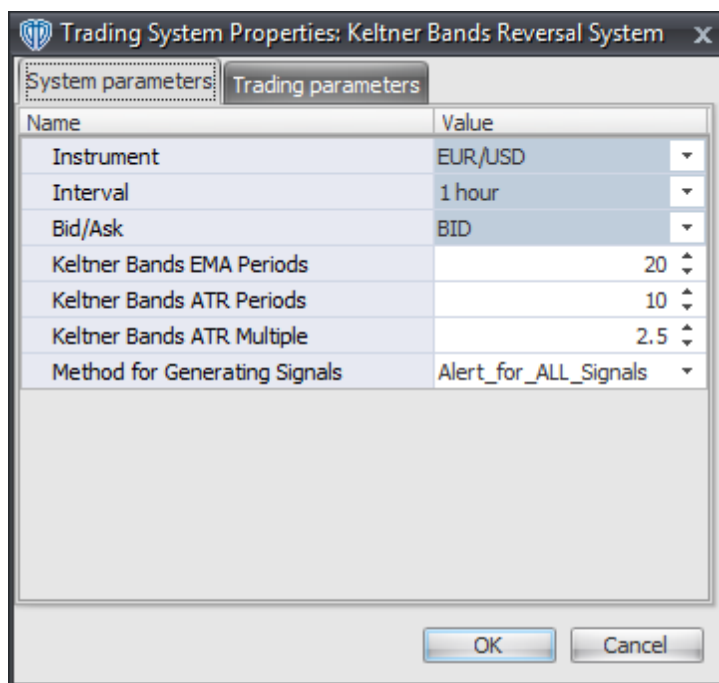 Trading System Properties: Keltner Bands Reversal System x
System parameters Trading parameters
Name Value
Instrument EUR/USD
Interval 1 hour
Bid/Ask BID
Keltner Bands EMA Periods 20
Keltner Bands ATR Periods 10
Keltner Bands ATR Multiple 2.5
Method for Generating Signals Alert_for_ALL_Signals
OK Cancel